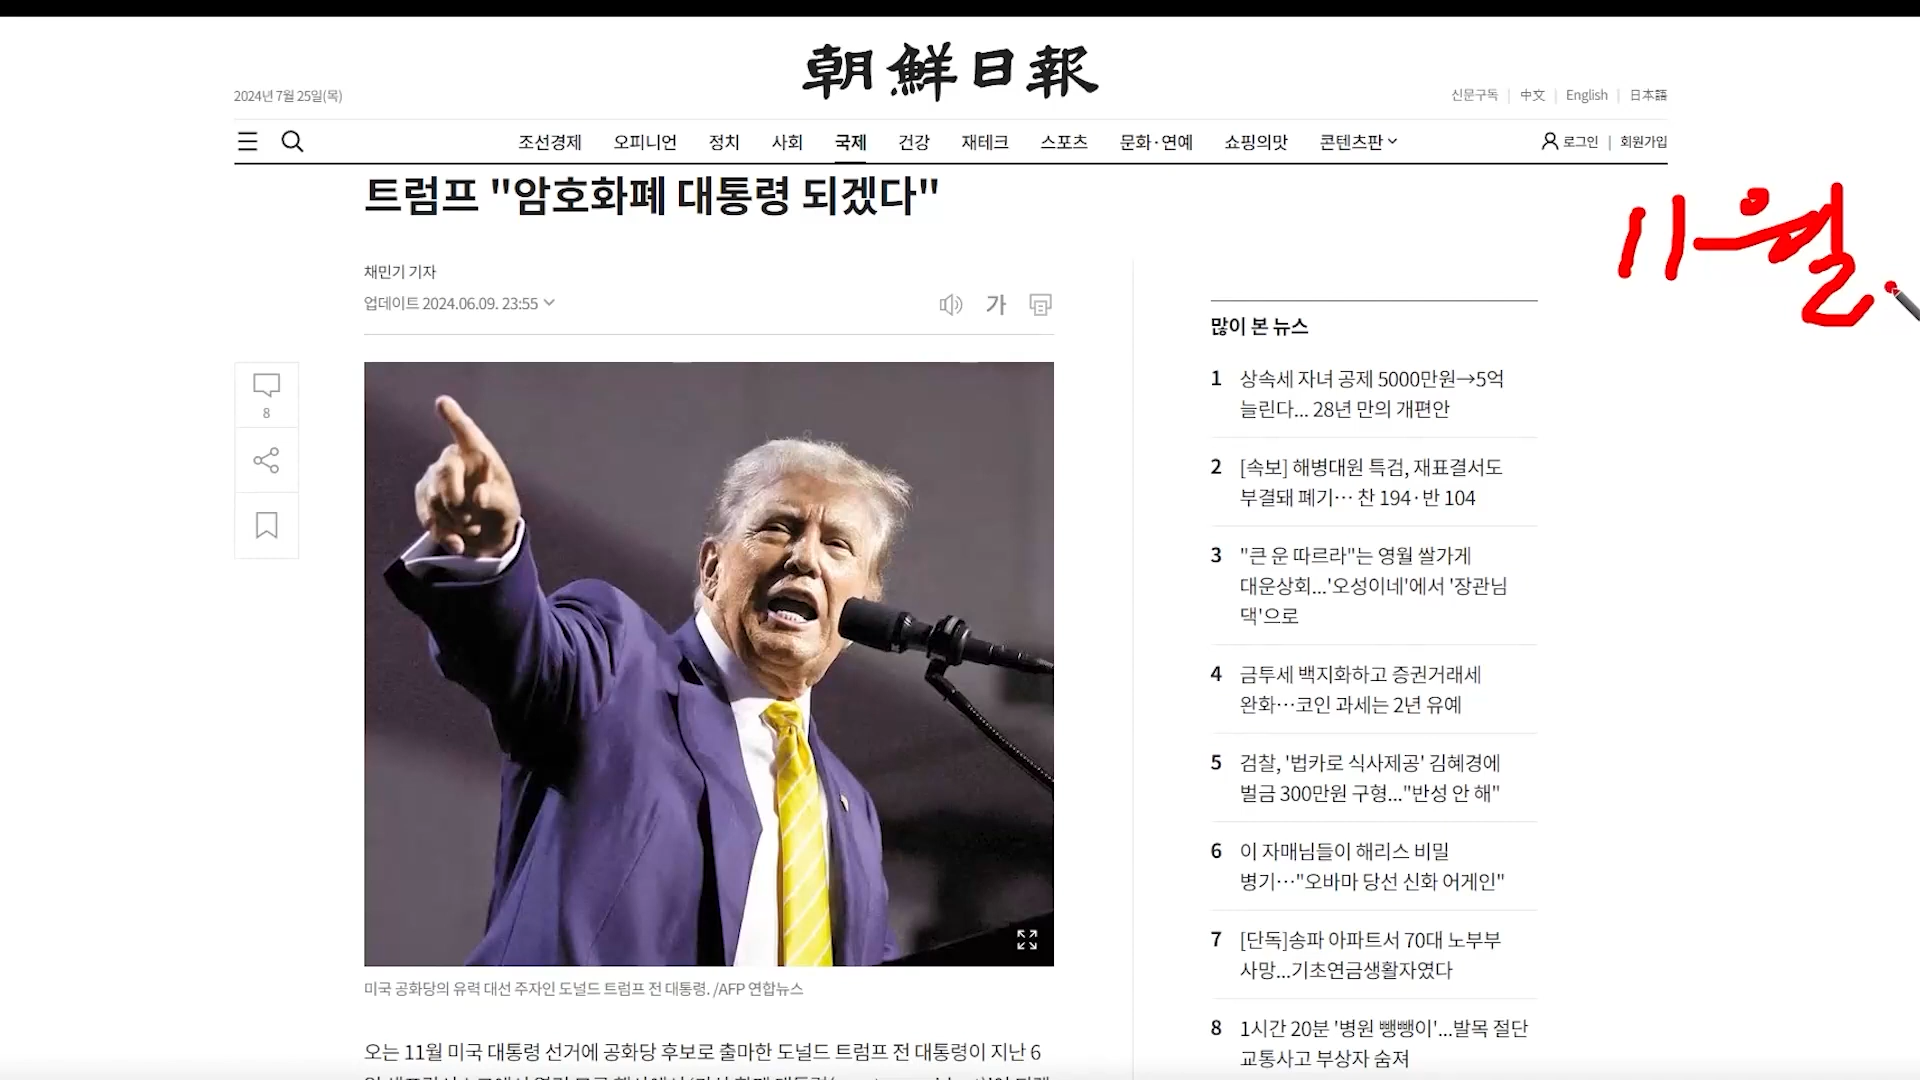 朝鮮日報
2024년 7월 25일(목)
신문구독 | 中文 | English | 日本語
조선경제 오피니언 정치 사회 국제 건강 재테크 스포츠 문화·연예 쇼핑의맛 콘텐츠판
로그인 | 회원가입
트럼프 "암호화폐 대통령 되겠다"
11월
채민기 기자
업데이트 2024.06.09. 23:55
가
8
미국 공화당의 유력 대선 주자인 도널드 트럼프 전 대통령. /AFP 연합뉴스
오는 11월 미국 대통령 선거에 공화당 후보로 출마한 도널드 트럼프 전 대통령이 지난 6
많이 본 뉴스
1 상속세 자녀 공제 5000만원→5억
늘린다... 28년 만의 개편안
2 [속보] 해병대원 특검, 재표결서도
부결돼 폐기… 찬 194·반 104
3 "큰 운 따르라"는 영월 쌀가게
대운상회...'오성이네'에서 '장관님
댁'으로
4 금투세 백지화하고 증권거래세
완화…코인 과세는 2년 유예
5 검찰, '법카로 식사제공' 김혜경에
벌금 300만원 구형..."반성 안 해"
6 이 자매님들이 해리스 비밀
병기…"오바마 당선 신화 어게인"
7 [단독]송파 아파트서 70대 노부부
사망...기초연금생활자였다
8 1시간 20분 '병원 뺑뺑이'...발목 절단
교통사고 부상자 숨져